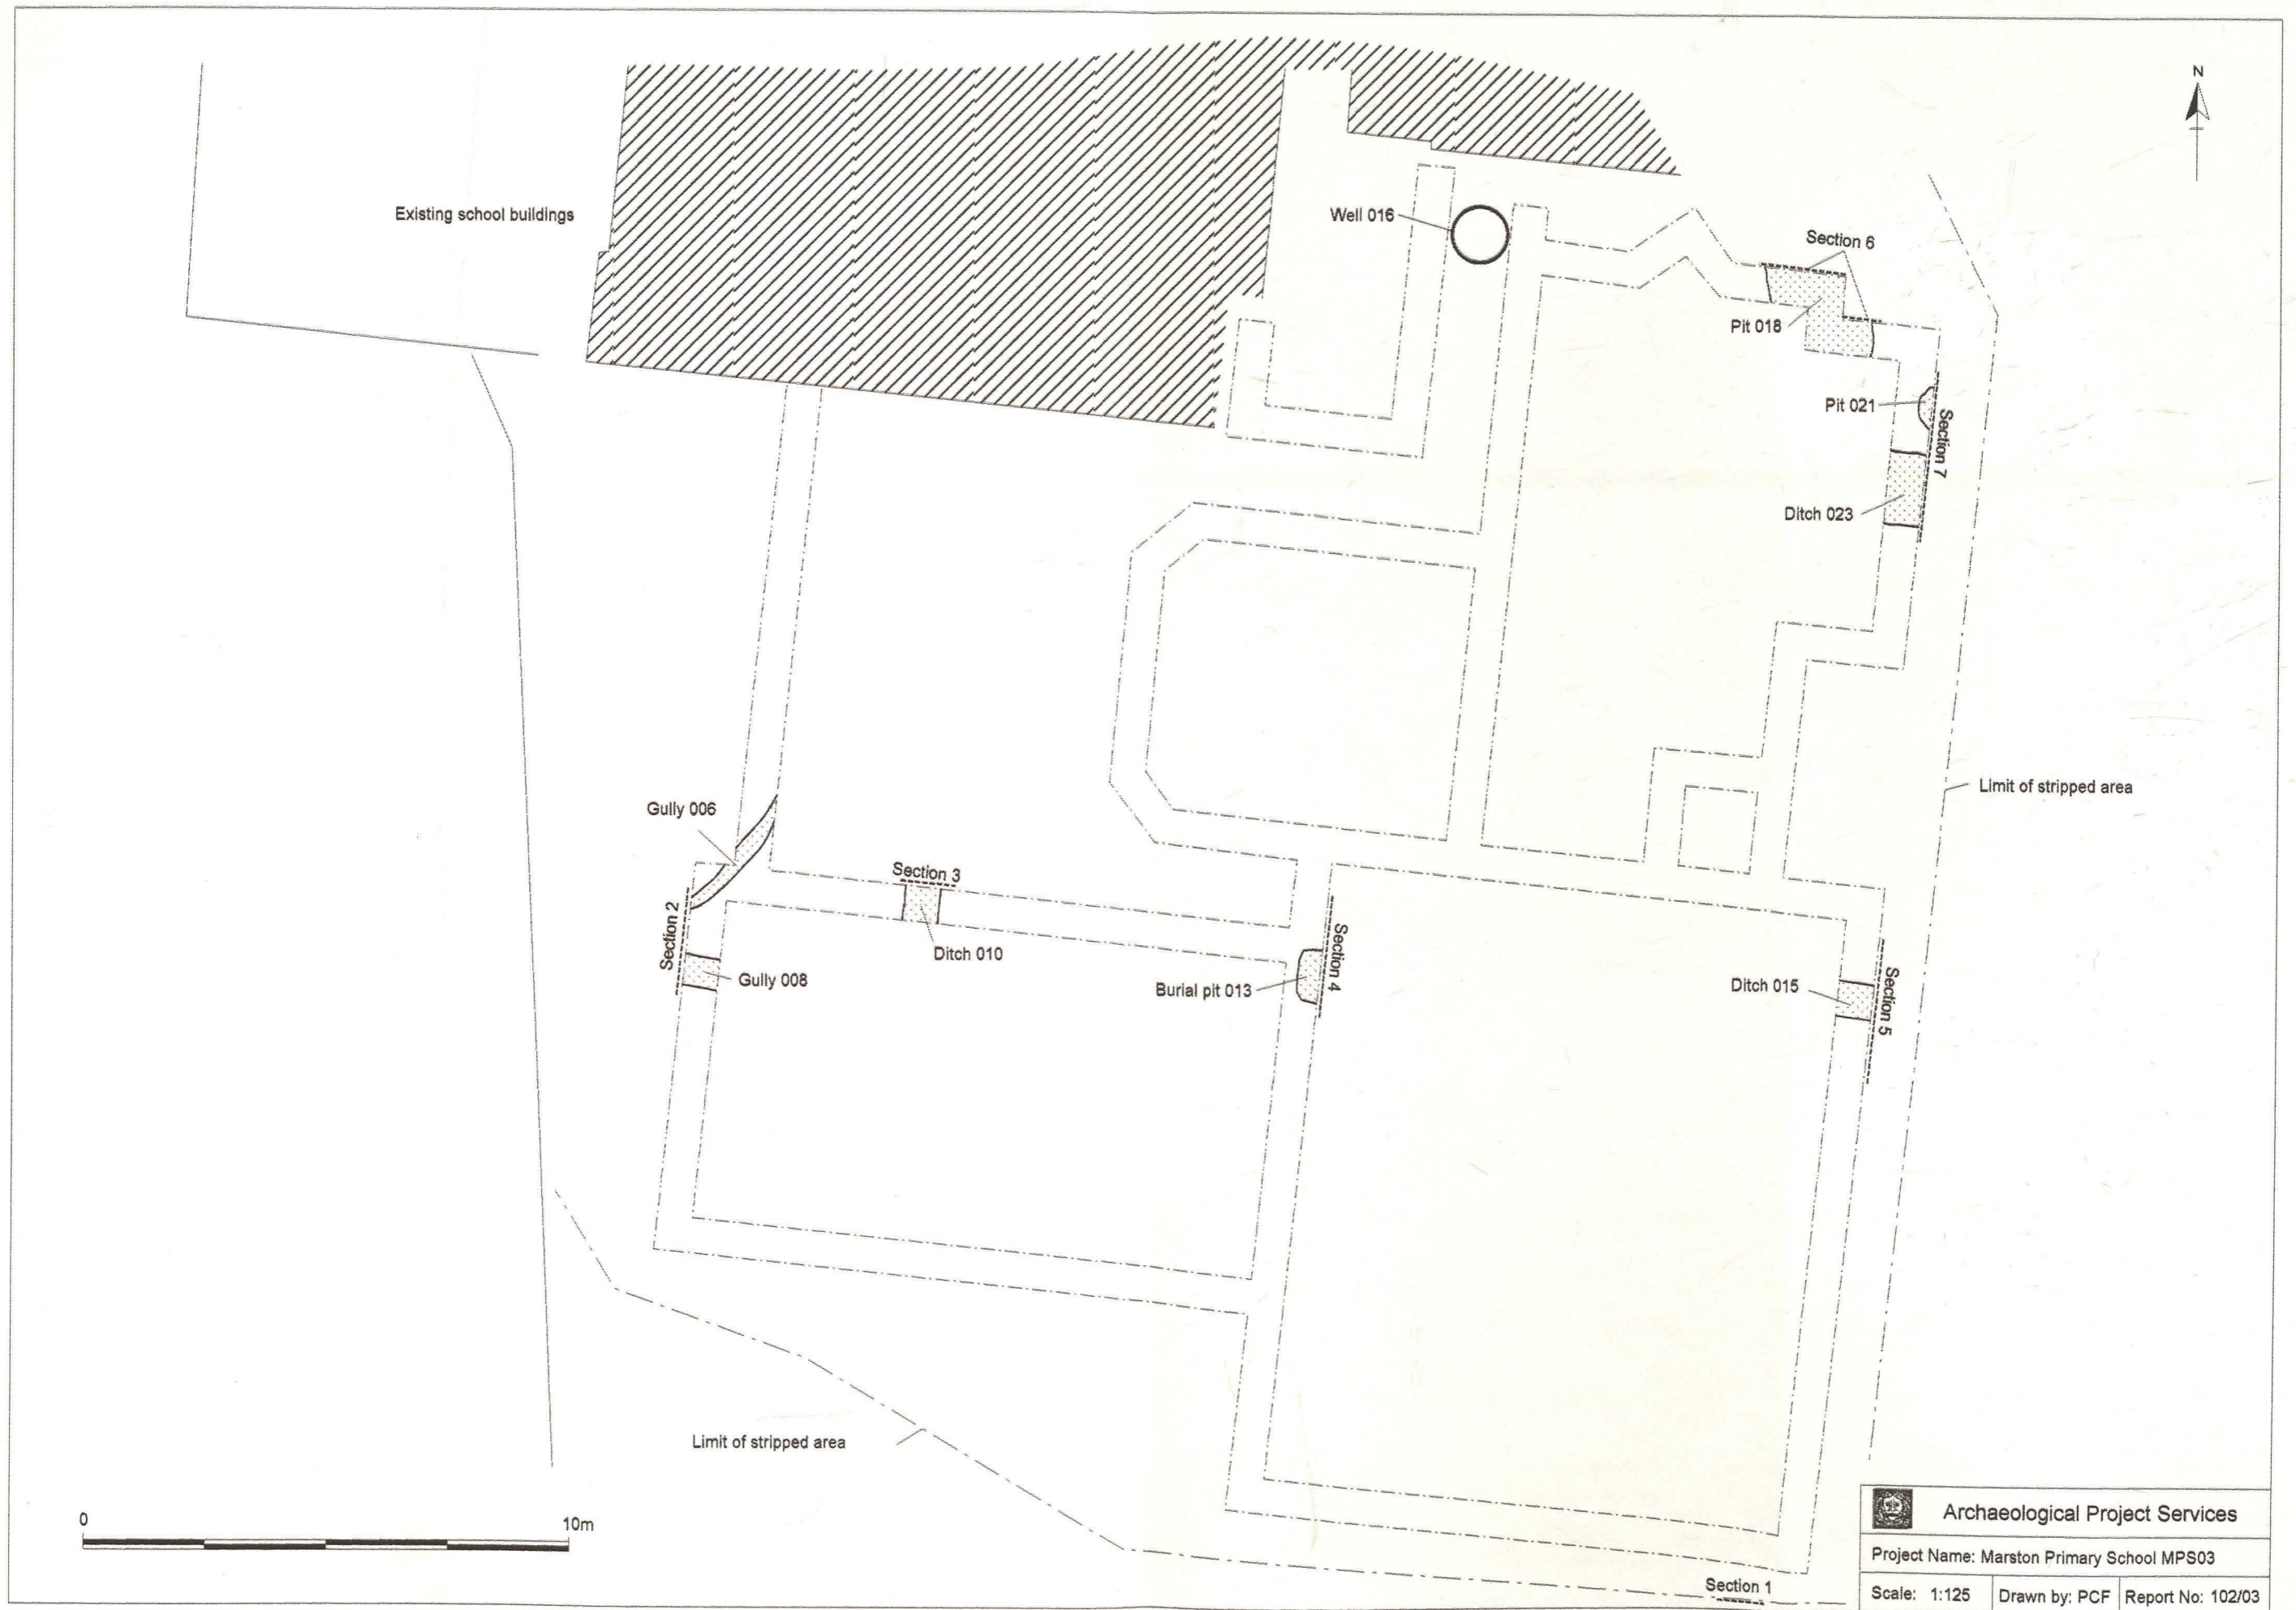 N
Existing school buildings
Well 016
Section 6
Pit 018
Pit 021
Section 7
Ditch 023
Limit of stripped area
Gully 006
Section 3
Section 2
Ditch 010
Gully 008
Section 4
Burial pit 013
Ditch 015
Section 5
Limit of stripped area
0 10m
Section 1
Archaeological Project Services
Project Name: Marston Primary School MPS03
Scale: 1:125 Drawn by: PCF Report No: 102/03